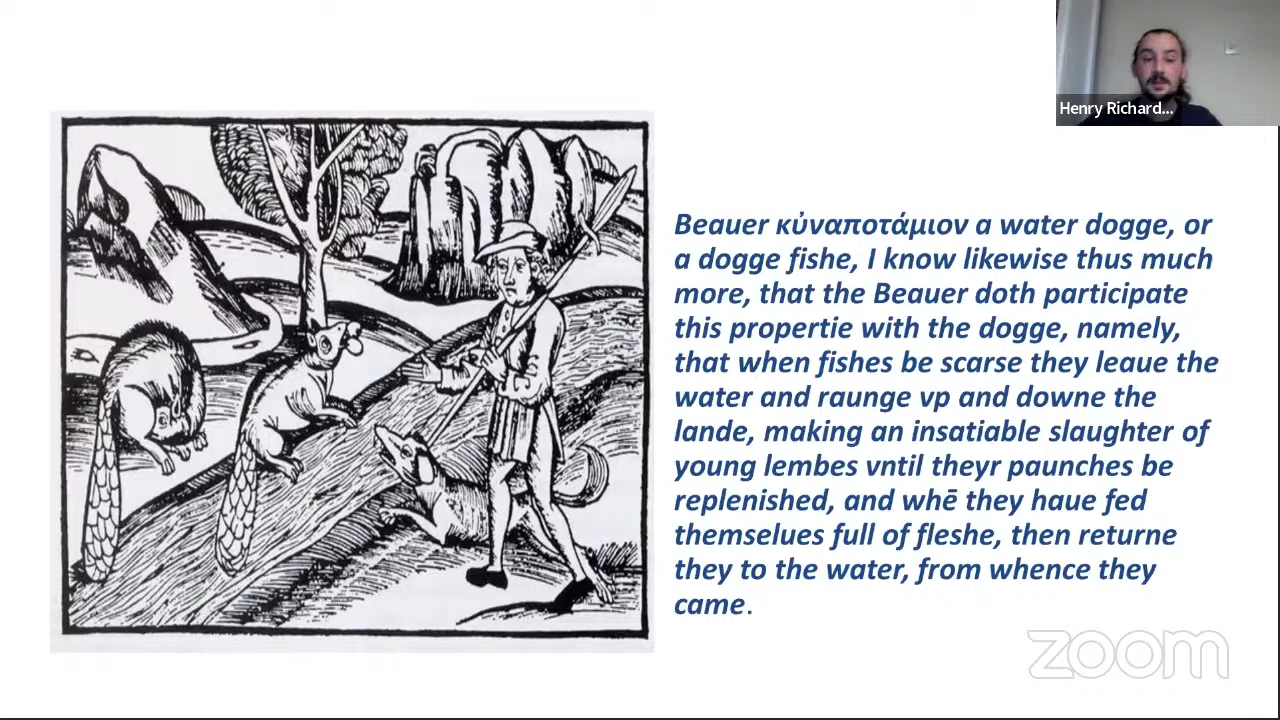 Henry Richard...
Beauer κὐναποτάμιον a water dogge, or
a dogge fishe, I know likewise thus much
more, that the Beauer doth participate
this propertie with the dogge, namely,
that when fishes be scarse they leaue the
water and raunge vp and downe the
lande, making an insatiable slaughter of
young lembes vntil theyr paunches be
replenished, and whē they haue fed
themselues full of fleshe, then returne
they to the water, from whence they
came.
zoom